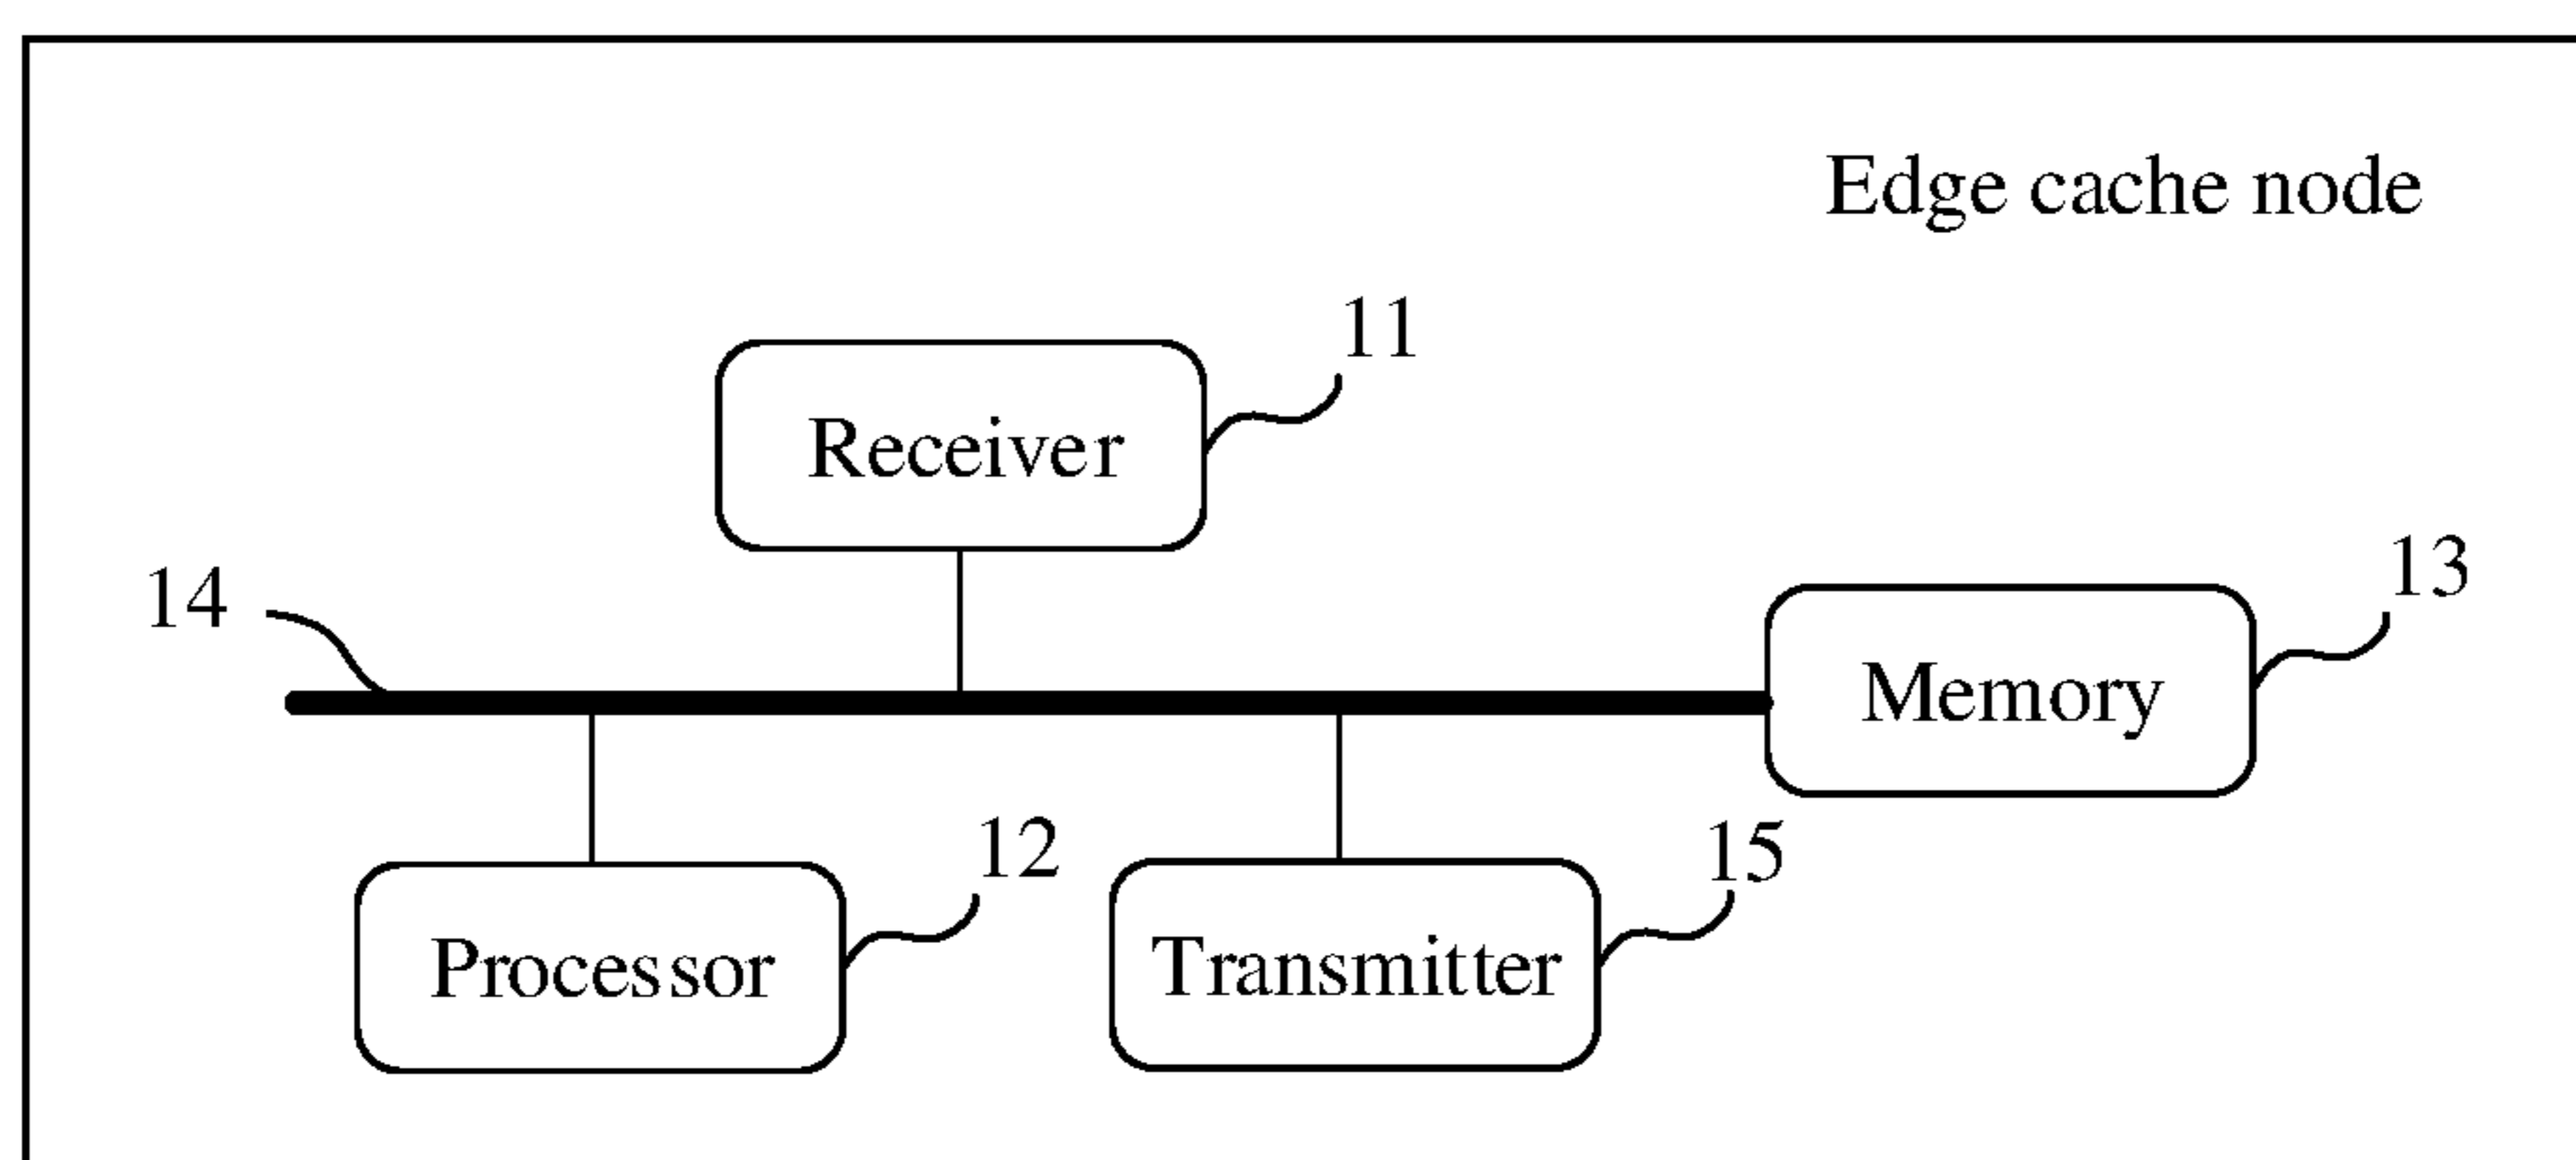 Edge cache node
11
Receiver
14
13
Memory
12
15
Processor
Transmitter